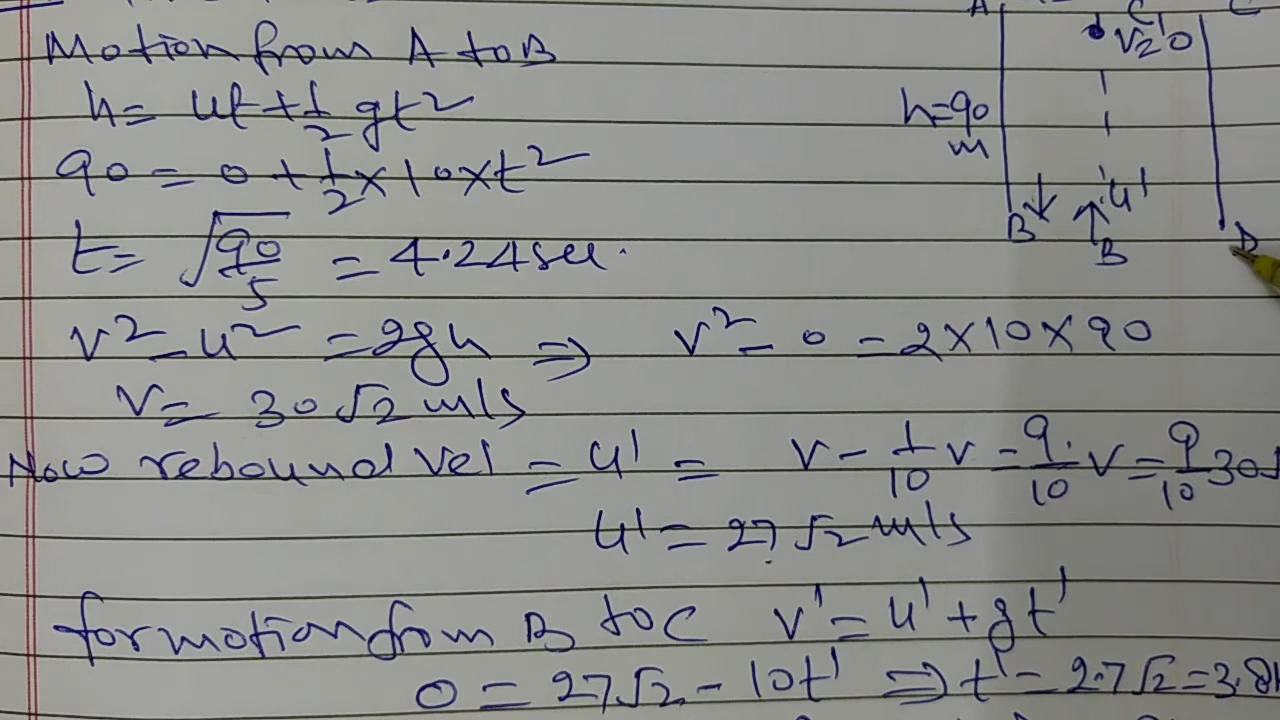 Motion from A to B
h = ut + 1/2 gt²
90 = 0 + 1/2 × 10 × t²
t = √90/5 = 4.24 sec.
v² - u² = 2gh ⇒ v² - 0 = 2 × 10 × 90
v = 30√2 m/s
Now rebound vel = u' = v - 1/10 v = 9/10 v = 9/10 30
u' = 27√2 m/s
for motion from B to C v' = u' + gt'
0 = 27√2 - 10t' ⇒ t' = 2.7√2 = 3.81
A C C
v' = 0
h = 90
m
u'
B B D